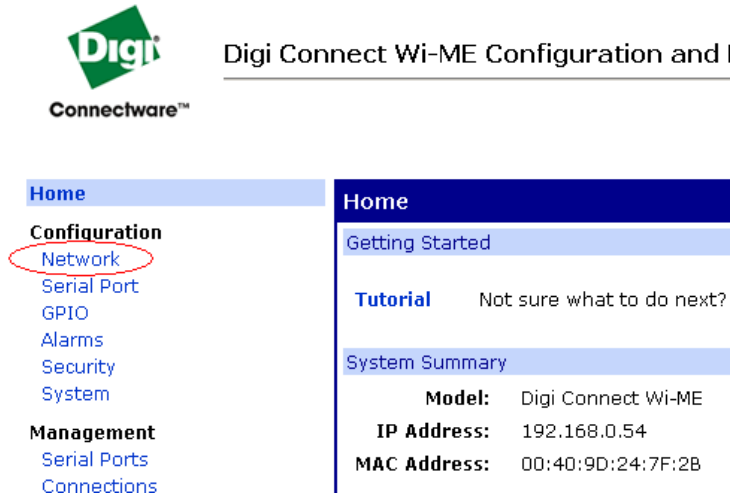 Digi
Connectware™
Digi Connect Wi-ME Configuration and
Home
Configuration
Network
Serial Port
GPIO
Alarms
Security
System
Management
Serial Ports
Connections
Home
Getting Started
Tutorial Not sure what to do next?
System Summary
Model: Digi Connect Wi-ME
IP Address: 192.168.0.54
MAC Address: 00:40:9D:24:7F:2B